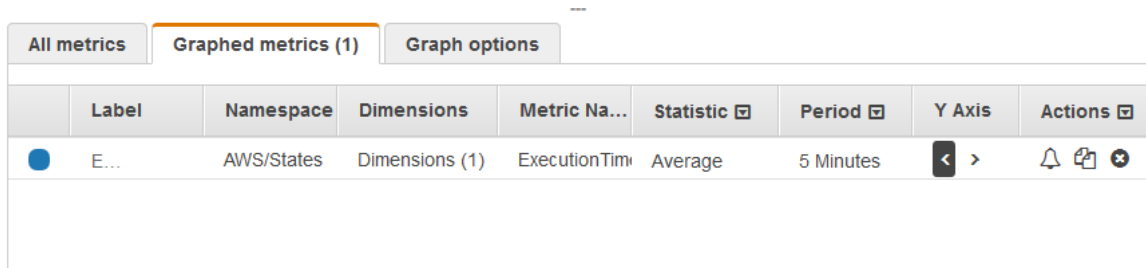 All metrics Graphed metrics (1) Graph options
Label Namespace Dimensions Metric Na... Statistic Period Y Axis Actions
E... AWS/States Dimensions (1) ExecutionTim Average 5 Minutes < >